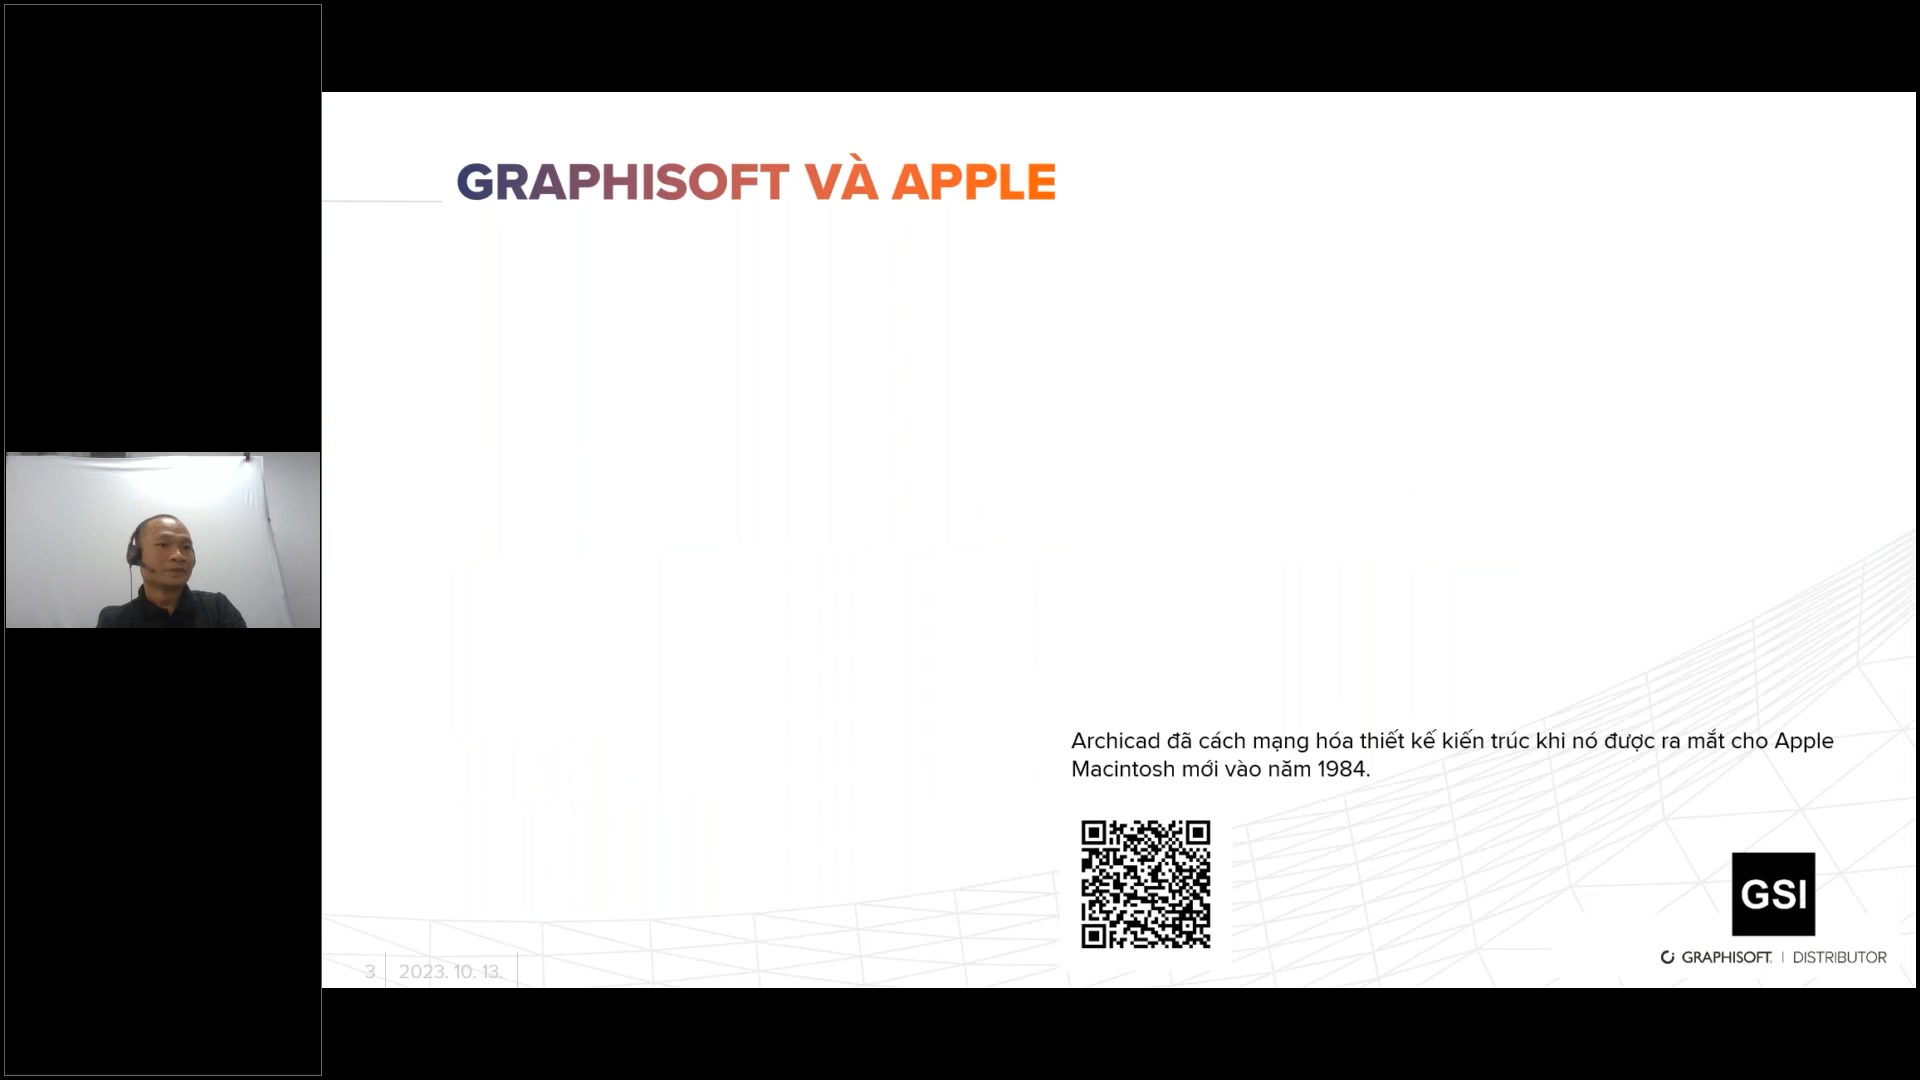 GRAPHISOFT VÀ APPLE
Archicad đã cách mạng hóa thiết kế kiến trúc khi nó được ra mắt cho Apple
Macintosh mới vào năm 1984.
GSI
GRAPHISOFT. | DISTRIBUTOR
3 2023. 10. 13.